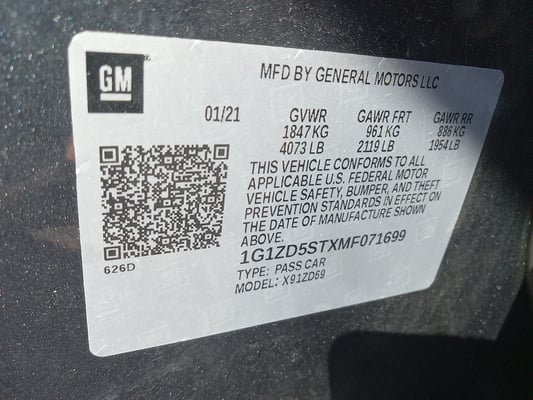 GM
MFD BY GENERAL MOTORS LLC
01/21 GVWR GAWR FRT GAWR RR
1847 KG 961 KG 886 KG
4073 LB 2119 LB 1954 LB
THIS VEHICLE CONFORMS TO ALL
APPLICABLE U.S. FEDERAL MOTOR
VEHICLE SAFETY, BUMPER, AND THEFT
PREVENTION STANDARDS IN EFFECT ON
THE DATE OF MANUFACTURE SHOWN
ABOVE.
626D
1G1ZD5STXMF071699
TYPE: PASS CAR
MODEL: X91ZD69